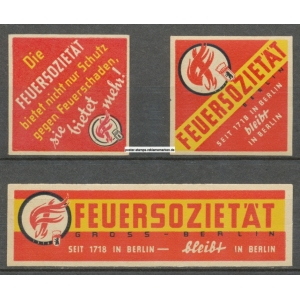 Die
FEUERSOZIETÄT
bietet nicht nur Schutz
gegen Feuerschaden,
sie bietet mehr!
FEUERSOZIETÄT
BERLIN
SEIT 1718 IN BERLIN
bleibt
IN BERLIN
FEUERSOZIETÄT
GROSS-BERLIN
SEIT 1718 IN BERLIN — bleibt IN BERLIN